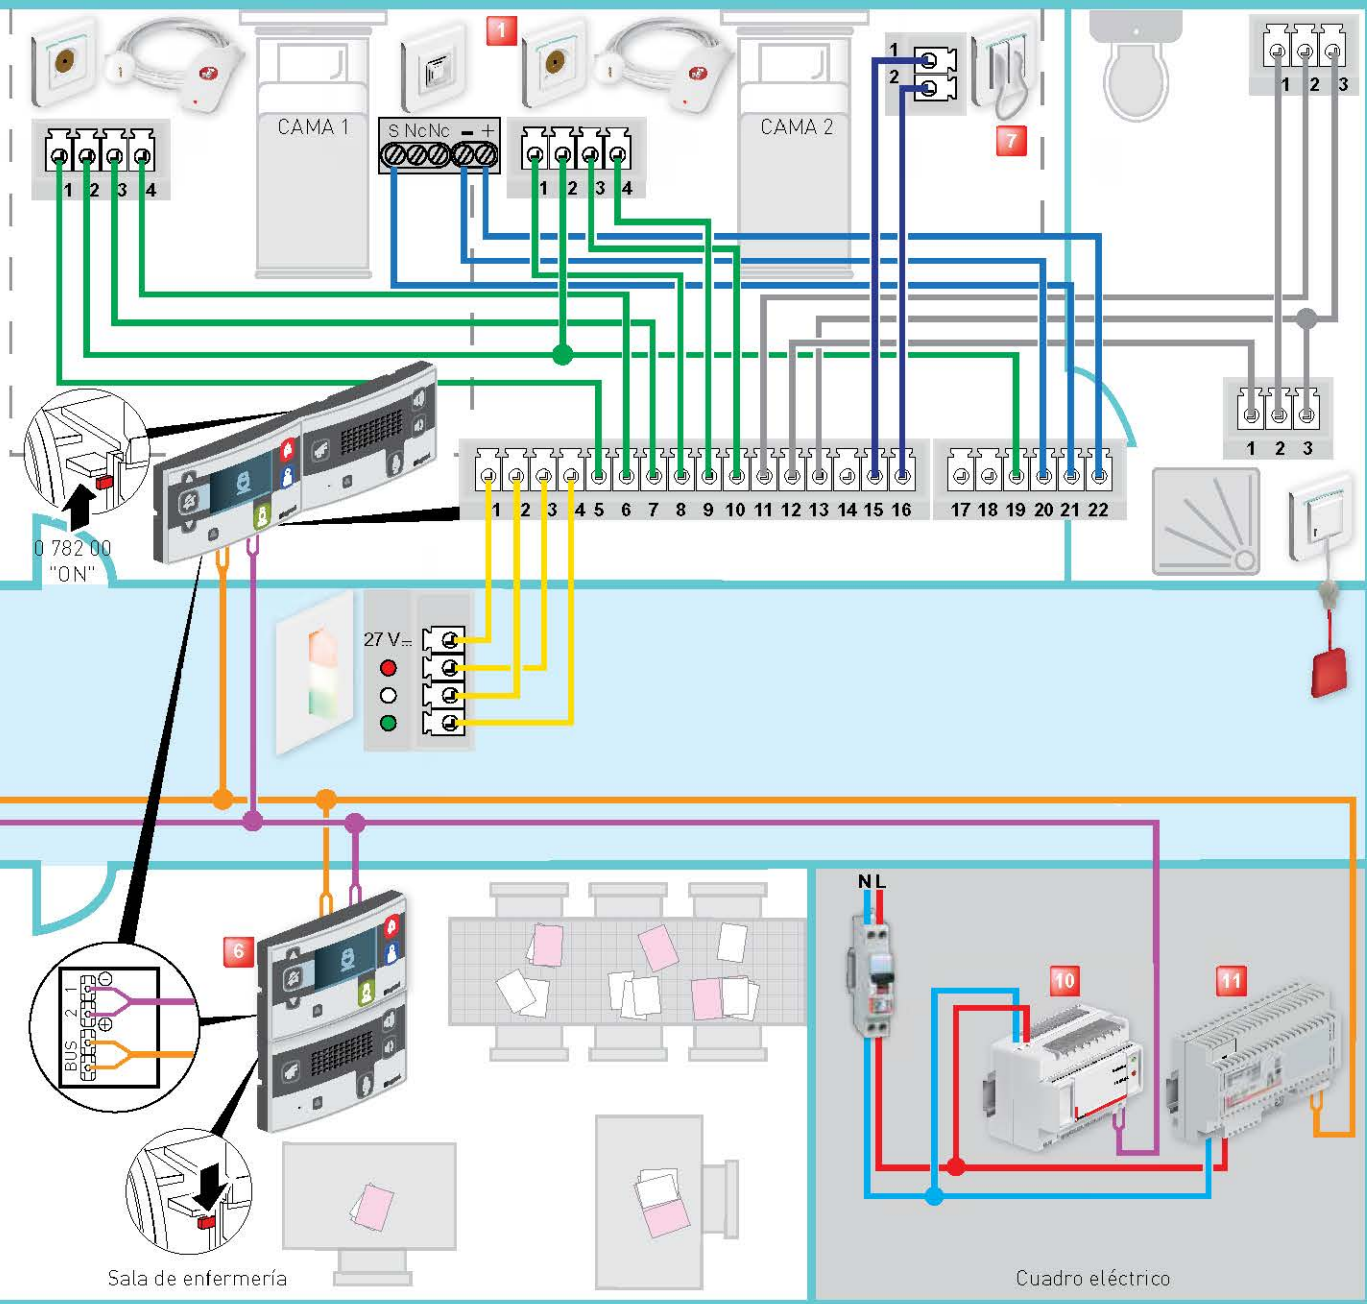 1
1
2
1 2 3
CAMA 1
S Nc Nc − +
CAMA 2
7
1 2 3 4
1 2 3 4
1 2 3
1 2 3 4 5 6 7 8 9 10 11 12 13 14 15 16
17 18 19 20 21 22
0 782 00
"ON"
27 V
N L
6
10
11
1
2
BUS
Sala de enfermería
Cuadro eléctrico